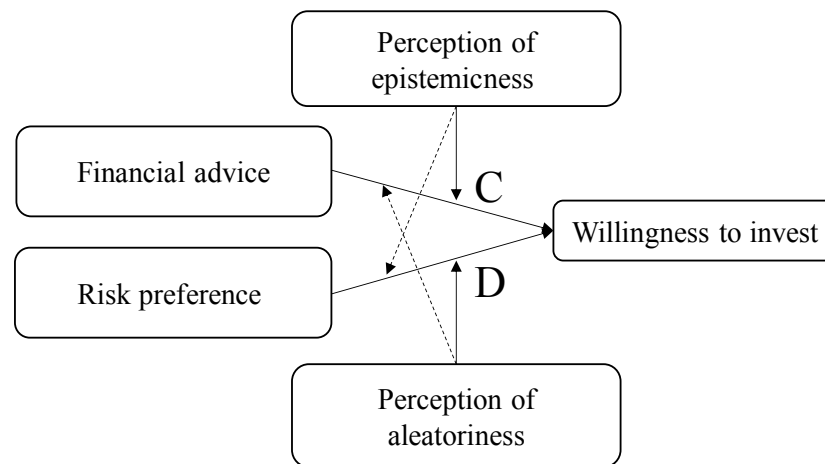 Perception of
epistemicness
Financial advice
C
Willingness to invest
Risk preference
D
Perception of
aleatoriness